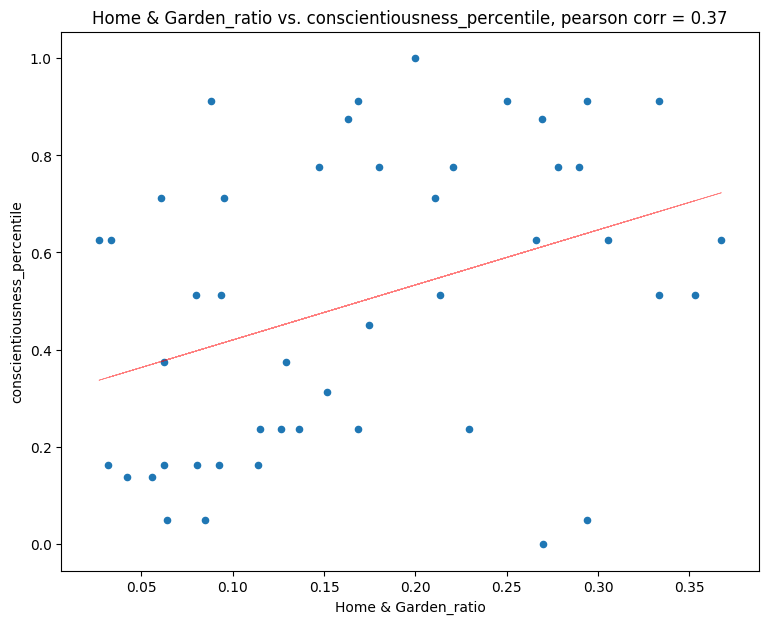 Home & Garden_ratio vs. conscientiousness_percentile, pearson corr = 0.37
1.0
0.8
0.6
0.4
0.2
0.0
conscientiousness_percentile
0.05 0.10 0.15 0.20 0.25 0.30 0.35
Home & Garden_ratio